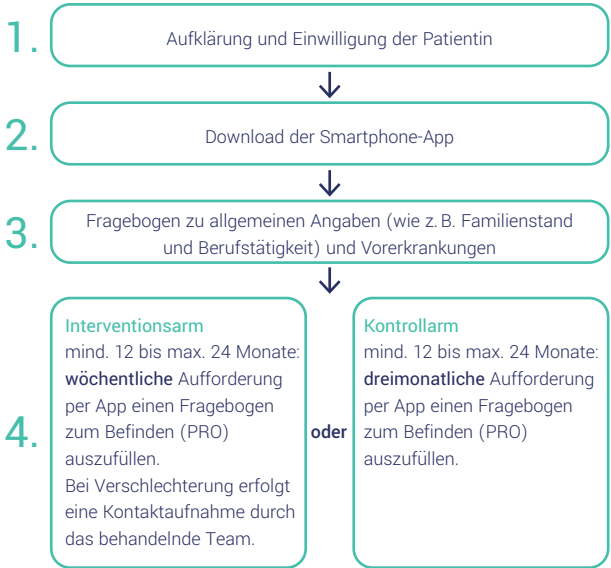 1.
Aufklärung und Einwilligung der Patientin
2.
Download der Smartphone-App
3.
Fragebogen zu allgemeinen Angaben (wie z. B. Familienstand
und Berufstätigkeit) und Vorerkrankungen
4.
Interventionsarm
mind. 12 bis max. 24 Monate:
wöchentliche Aufforderung
per App einen Fragebogen
zum Befinden (PRO)
auszufüllen.
Bei Verschlechterung erfolgt
eine Kontaktaufnahme durch
das behandelnde Team.
oder
Kontrollarm
mind. 12 bis max. 24 Monate:
dreimonatliche Aufforderung
per App einen Fragebogen
zum Befinden (PRO)
auszufüllen.